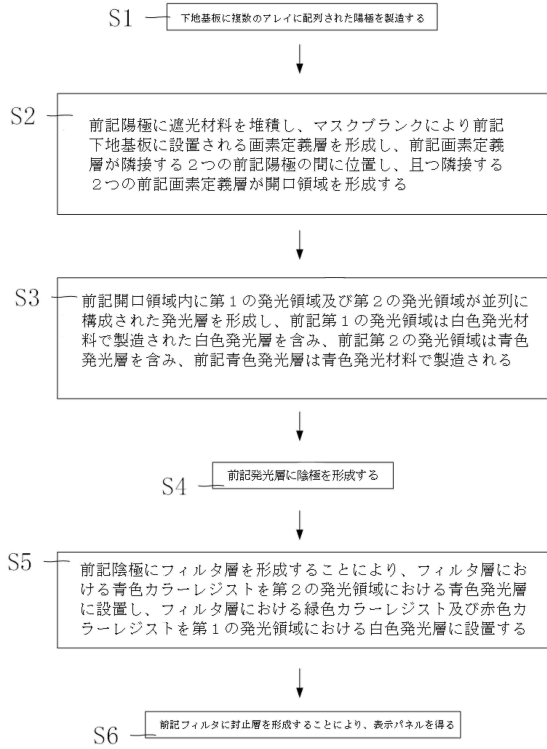 S1
下地基板に複数のアレイに配列された陽極を製造する
S2
前記陽極に遮光材料を堆積し、マスクブランクにより前記
下地基板に設置される画素定義層を形成し、前記画素定義
層が隣接する２つの前記陽極の間に位置し、且つ隣接する
２つの前記画素定義層が開口領域を形成する
S3
前記開口領域内に第１の発光領域及び第２の発光領域が並列に
構成された発光層を形成し、前記第１の発光領域は白色発光材
料で製造された白色発光層を含み、前記第２の発光領域は青色
発光層を含み、前記青色発光層は青色発光材料で製造される
S4
前記発光層に陰極を形成する
S5
前記陰極にフィルタ層を形成することにより、フィルタ層にお
ける青色カラーレジストを第２の発光領域における青色発光層
に設置し、フィルタ層における緑色カラーレジスト及び赤色カ
ラーレジストを第１の発光領域における白色発光層に設置する
S6
前記フィルタに封止層を形成することにより、表示パネルを得る